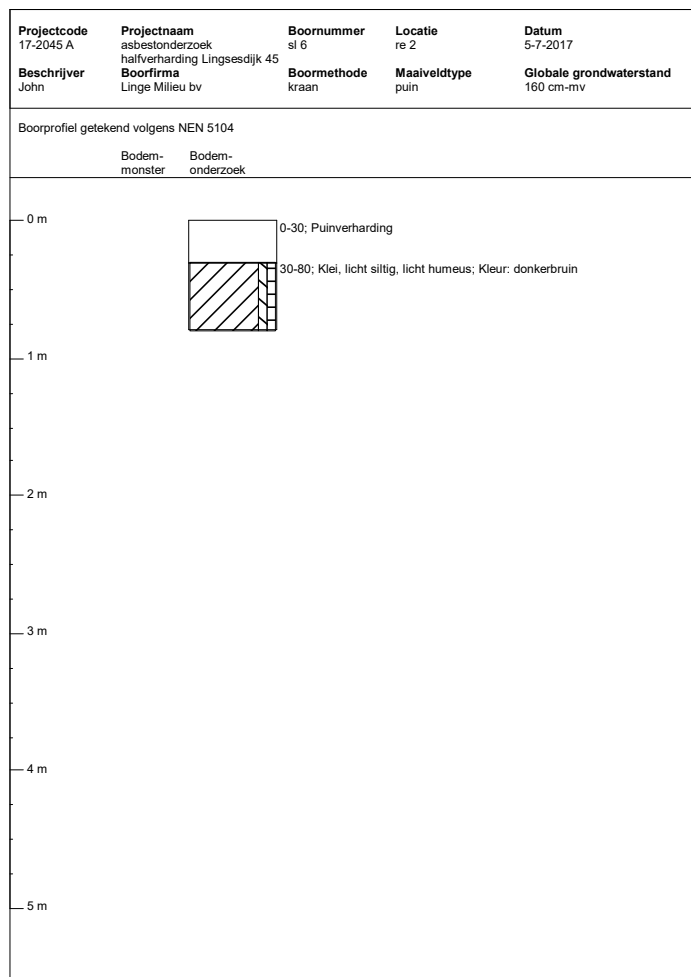 Projectcode Projectnaam Boornummer Locatie Datum
17-2045 A asbestonderzoek sl 6 re 2 5-7-2017
halfverharding Lingsesdijk 45
Beschrijver Boorfirma Boormethode Maaiveldtype Globale grondwaterstand
John Linge Milieu bv kraan puin 160 cm-mv
Boorprofiel getekend volgens NEN 5104
Bodem- Bodem-
monster onderzoek
0 m
0-30; Puinverharding
30-80; Klei, licht siltig, licht humeus; Kleur: donkerbruin
1 m
2 m
3 m
4 m
5 m